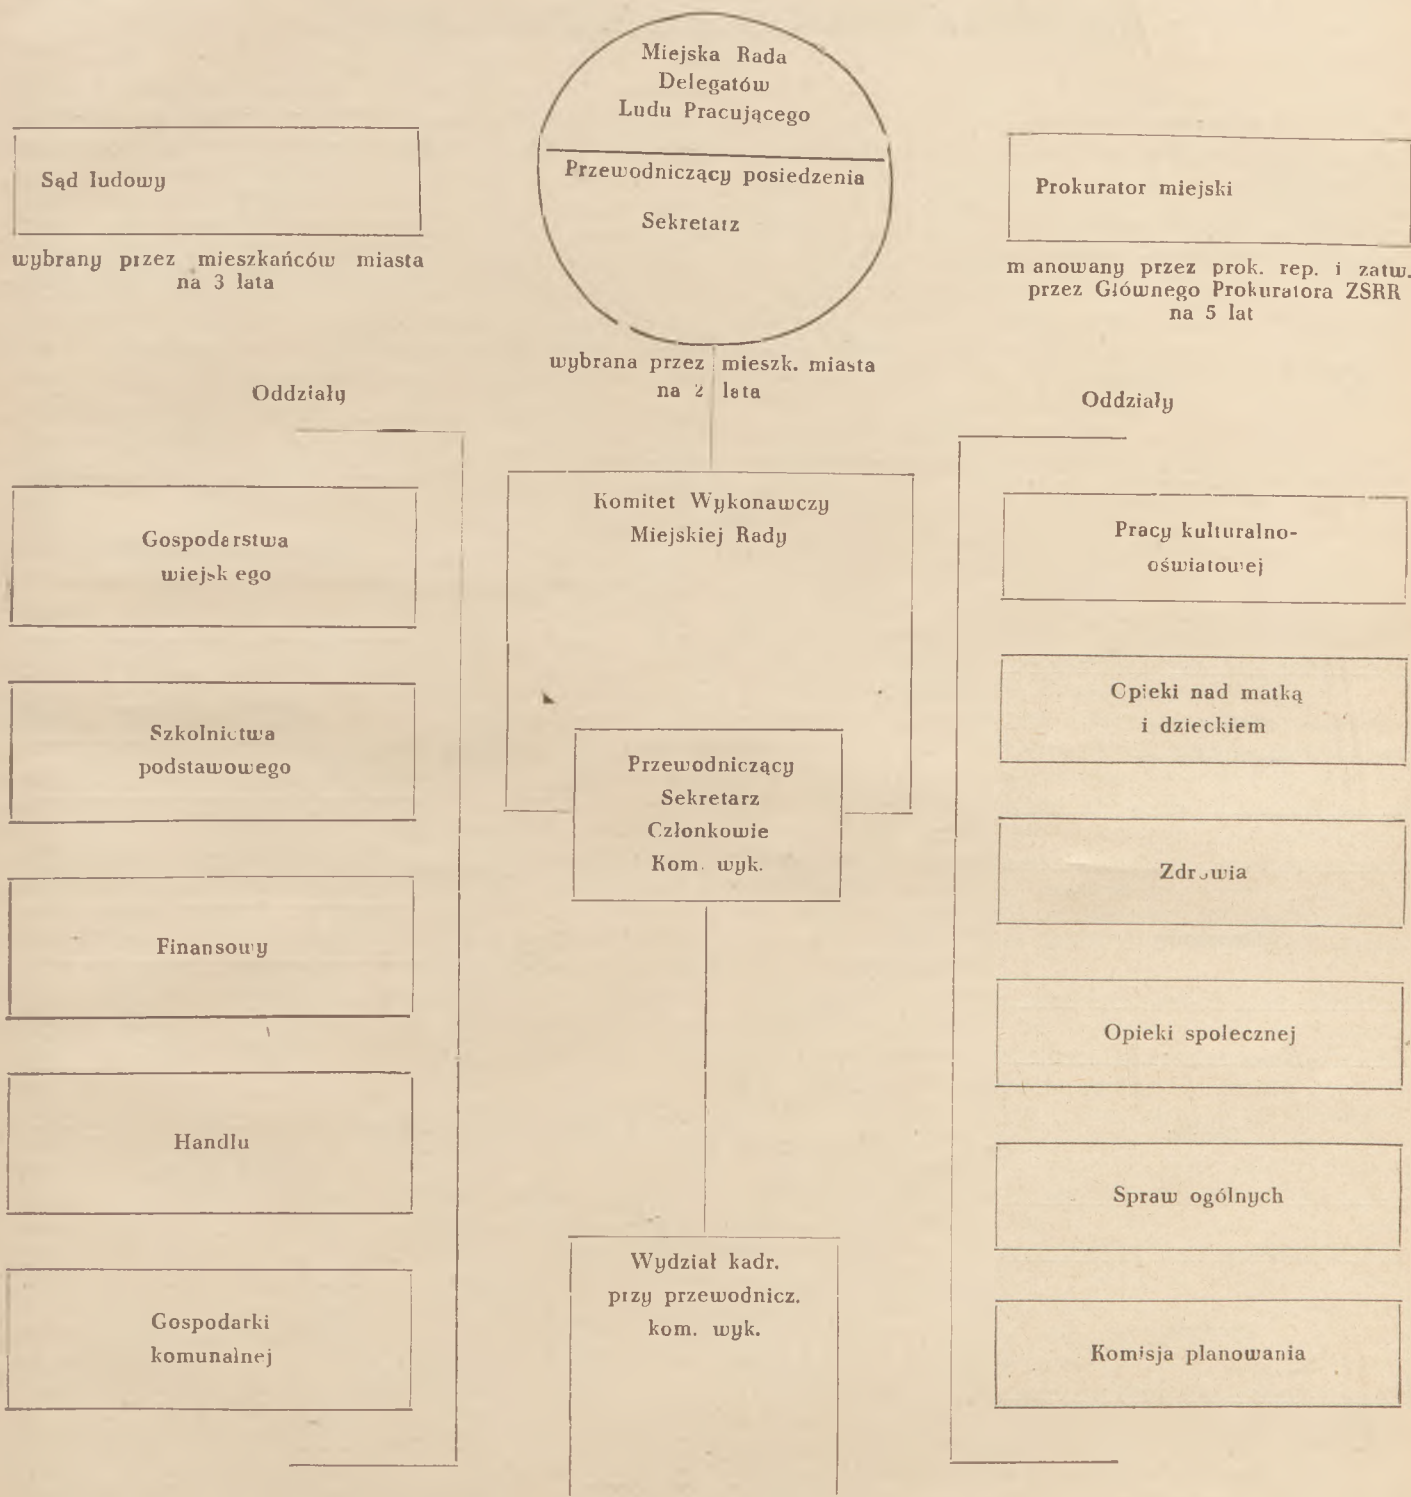 Miejska Rada
Delegatów
Ludu Pracującego
Przewodniczący posiedzenia
Sekretarz
wybrana przez mieszk. miasta
na 2 lata
Sąd ludowy
wybrany przez mieszkańców miasta
na 3 lata
Prokurator miejski
m anowany przez prok. rep. i zatw.
przez Głównego Prokuratora ZSRR
na 5 lat
Oddziały
Gospodarstwa
wiejsk ego
Szkolnictwa
podstawowego
Finansowy
Handlu
Gospodarki
komunalnej
Komitet Wykonawczy
Miejskiej Rady
Przewodniczący
Sekretarz
Członkowie
Kom. wyk.
Wydział kadr.
przy przewodnicz.
kom. wyk.
Oddziały
Pracy kulturalno-
oświatowej
Opieki nad matką
i dzieckiem
Zdrowia
Opieki społecznej
Spraw ogólnych
Komisja planowania